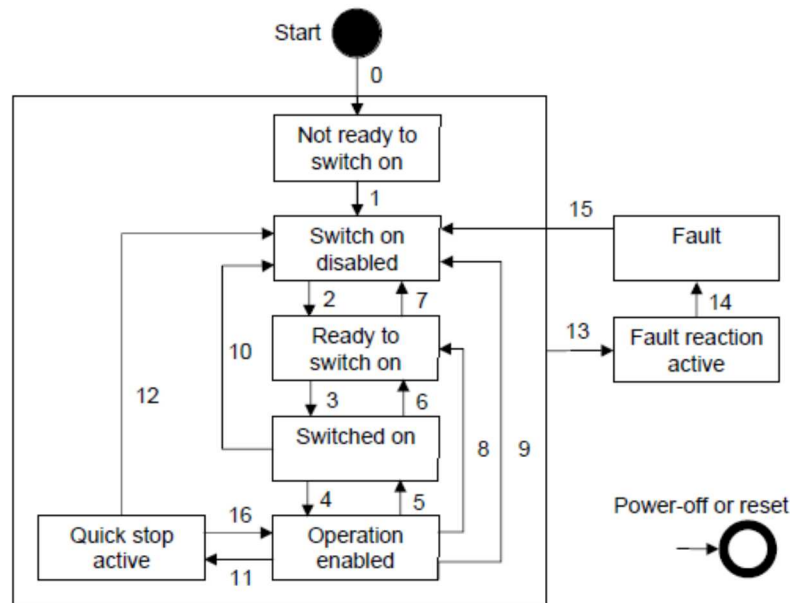 Start
0
Not ready to
switch on
1
15
Switch on
disabled
Fault
2
7
14
10
Ready to
switch on
13
Fault reaction
active
12
3
6
Switched on
8
9
4
5
Power-off or reset
Quick stop
active
16
Operation
enabled
11